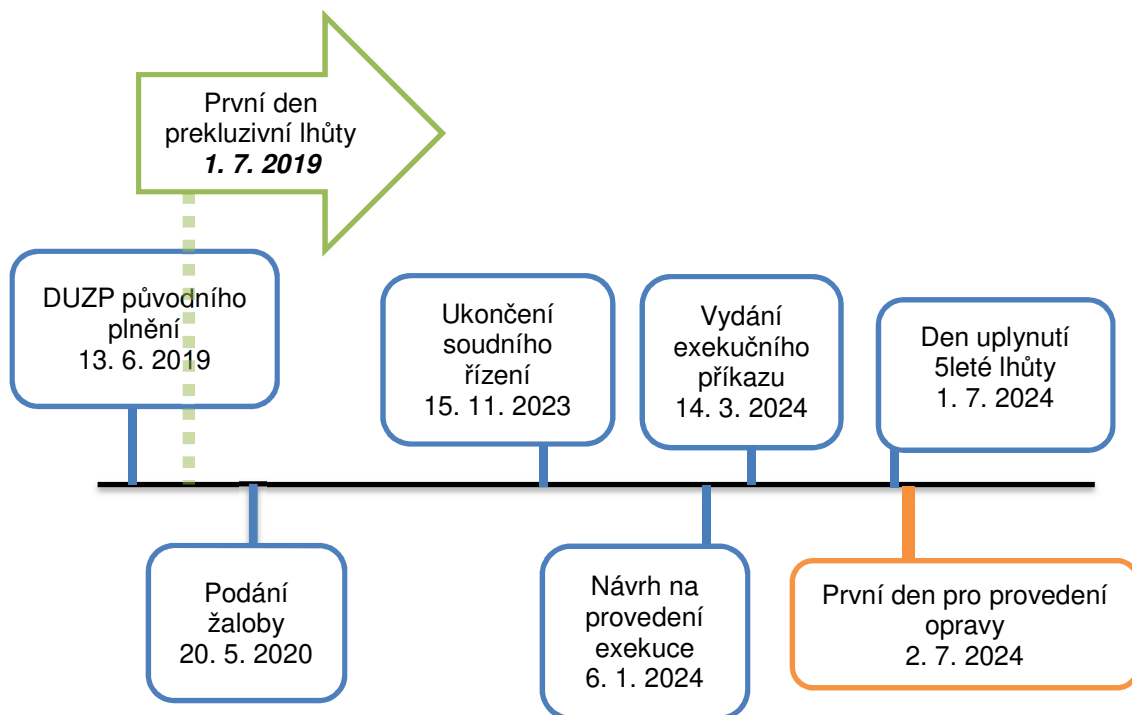 První den
prekluzivní lhůty
1. 7. 2019
DUZP původního
plnění
13. 6. 2019
Ukončení
soudního
řízení
15. 11. 2023
Vydání
exekučního
příkazu
14. 3. 2024
Den uplynutí
5leté lhůty
1. 7. 2024
Podání
žaloby
20. 5. 2020
Návrh na
provedení
exekuce
6. 1. 2024
První den pro provedení
opravy
2. 7. 2024